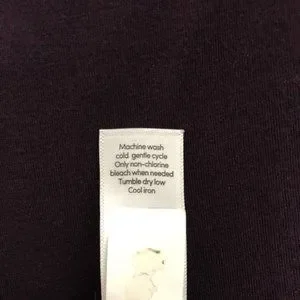 Machine wash
cold gentle cycle
Only non-chlorine
bleach when needed
Tumble dry low
Cool iron